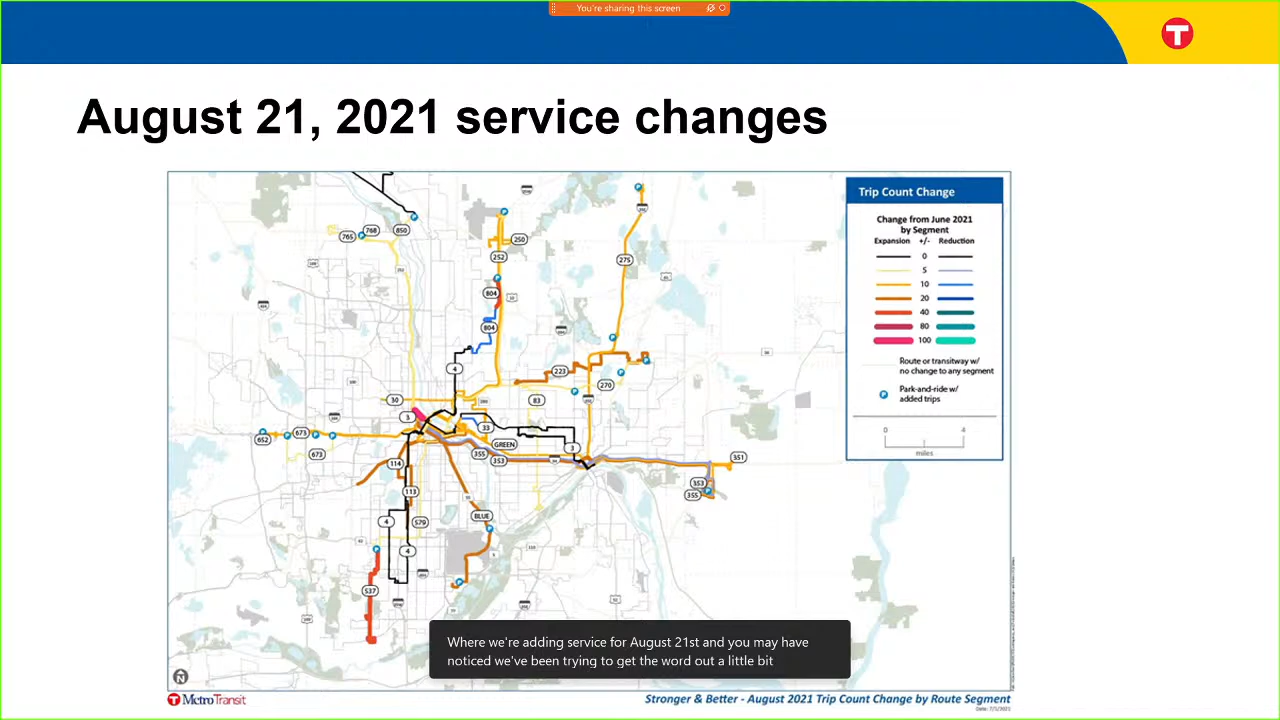 You're sharing this screen
T
August 21, 2021 service changes
Trip Count Change
Change from June 2021
by Segment
Expansion +/- Reduction
0
5
10
20
40
80
100
Route or transitway w/
no change to any segment
Park-and-ride w/
added trips
0 4
miles
765
768
850
250
252
275
804
804
4
223
270
30
83
3
33
652
673
673
GREEN
3
355
353
351
353
355
114
113
BLUE
4
579
4
537
Where we're adding service for August 21st and you may have
noticed we've been trying to get the word out a little bit
N
T MetroTransit
Stronger & Better - August 2021 Trip Count Change by Route Segment